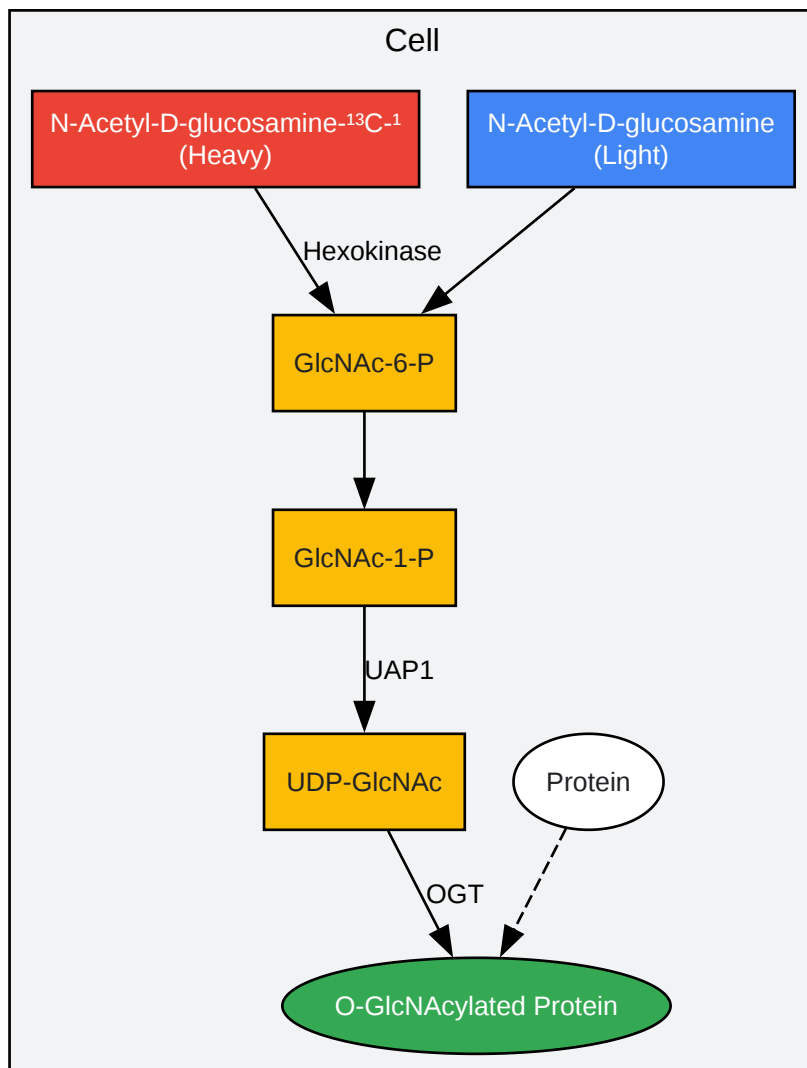 Cell
N-Acetyl-D-glucosamine-¹³C-¹
(Heavy)
N-Acetyl-D-glucosamine
(Light)
Hexokinase
GlcNAc-6-P
GlcNAc-1-P
UAP1
UDP-GlcNAc
Protein
OGT
O-GlcNAcylated Protein